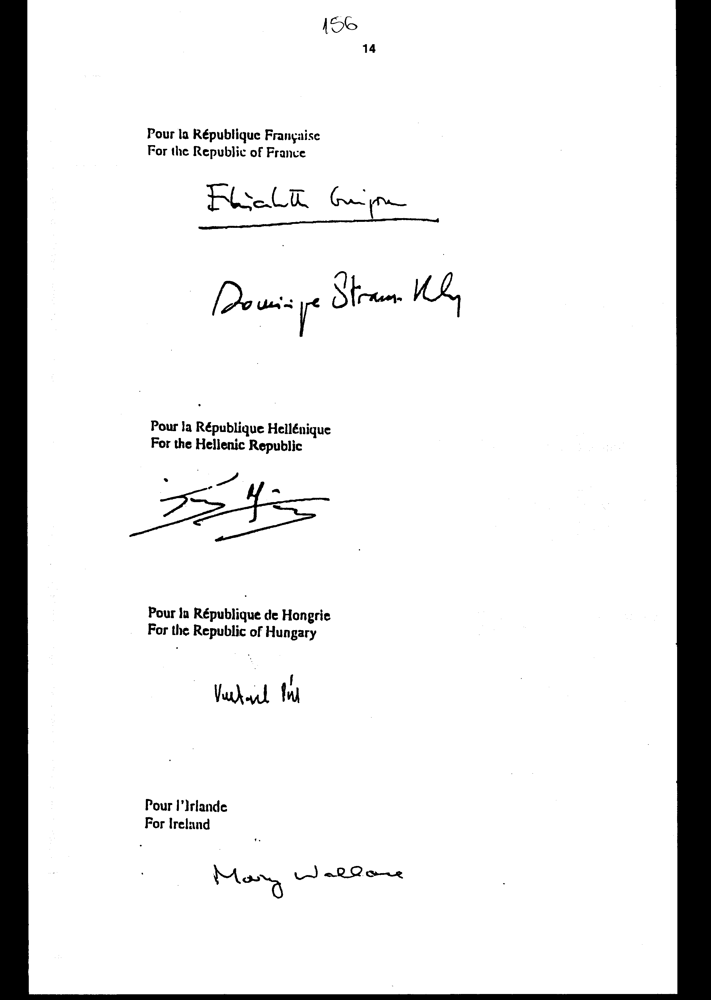 156
14
Pour la République Française
For the Republic of France
Elisabeth Guigou
Dominique Strauss-Kahn
Pour la République Hellénique
For the Hellenic Republic
Pour la République de Hongrie
For the Republic of Hungary
Pour l'Irlande
For Ireland
Mary Wallace